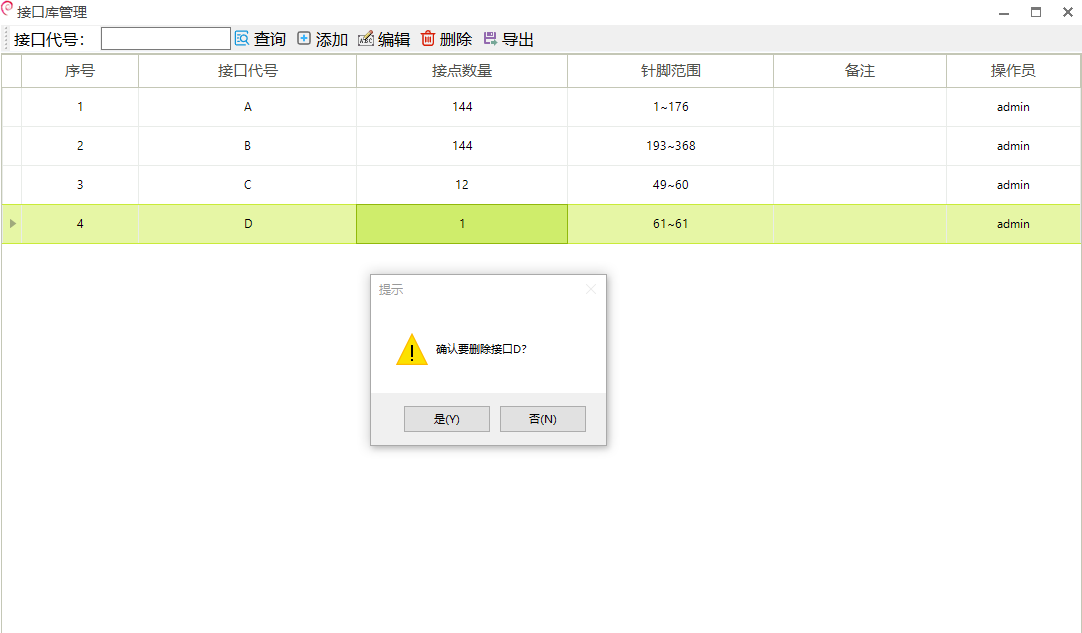 接口库管理
接口代号： 查询 添加 编辑 删除 导出
序号 接口代号 接点数量 针脚范围 备注 操作员
1 A 144 1~176 admin
2 B 144 193~368 admin
3 C 12 49~60 admin
4 D 1 61~61 admin
提示
确认要删除接口D?
是(Y) 否(N)